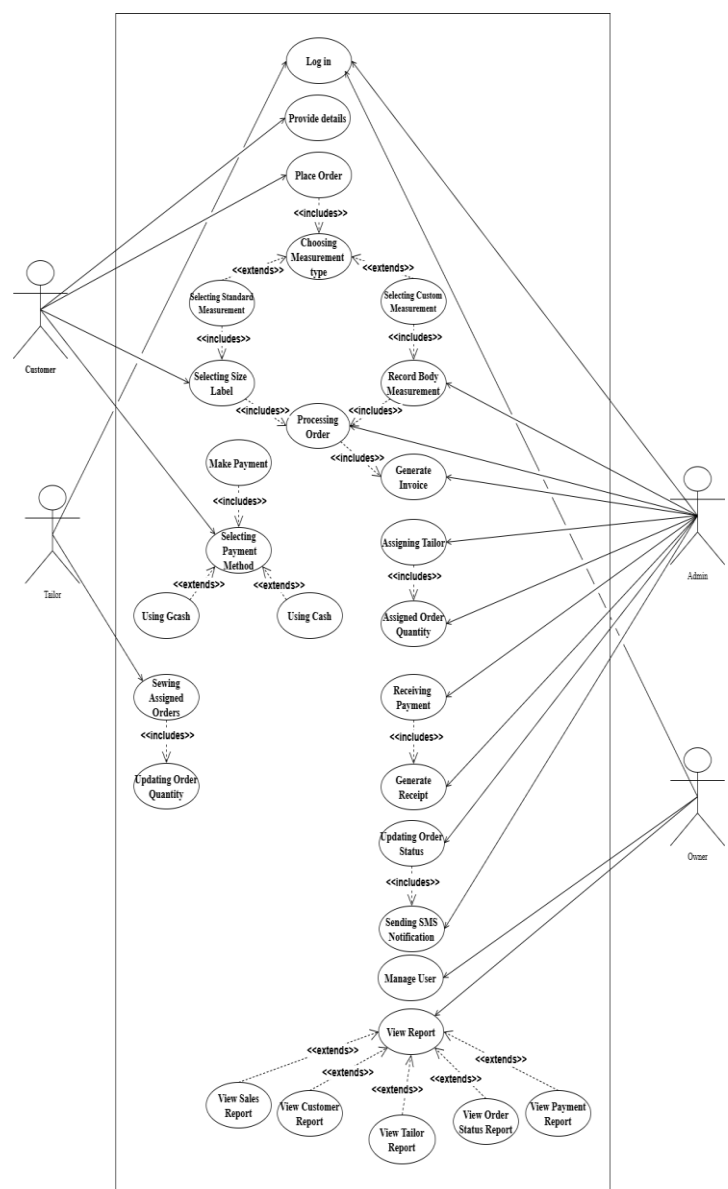 Log in
Provide details
Place Order
<<includes>>
Choosing
Measurement
type
<<extends>>
<<extends>>
Selecting Standard
Measurement
Selecting Custom
Measurement
<<includes>>
<<includes>>
Customer
Selecting Size
Label
Record Body
Measurement
<<includes>>
<<includes>>
Processing
Order
<<includes>>
Make Payment
Generate
Invoice
<<includes>>
Selecting
Payment
Method
Assigning Tailor
Admin
<<includes>>
<<extends>>
<<extends>>
Tailor
Using Gcash
Using Cash
Assigned Order
Quantity
Sewing
Assigned
Orders
Receiving
Payment
<<includes>>
<<includes>>
Updating Order
Quantity
Generate
Receipt
Updating Order
Status
Owner
<<includes>>
Sending SMS
Notification
Manage User
View Report
<<extends>>
<<extends>>
<<extends>>
<<extends>>
<<extends>>
View Sales
Report
View Customer
Report
View Tailor
Report
View Order
Status Report
View Payment
Report